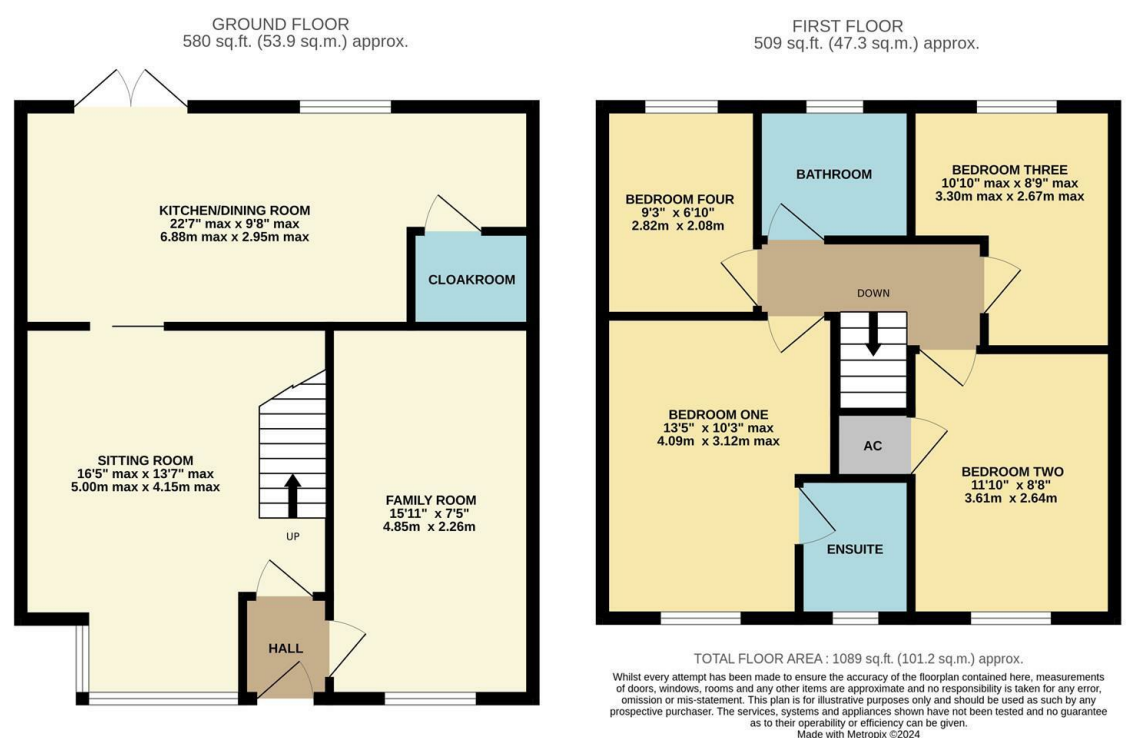 GROUND FLOOR
580 sq.ft. (53.9 sq.m.) approx.
KITCHEN/DINING ROOM
22'7" max x 9'8" max
6.88m max x 2.95m max
CLOAKROOM
SITTING ROOM
16'5" max x 13'7" max
5.00m max x 4.15m max
UP
FAMILY ROOM
15'11" x 7'5"
4.85m x 2.26m
HALL
FIRST FLOOR
509 sq.ft. (47.3 sq.m.) approx.
BEDROOM FOUR
9'3" x 6'10"
2.82m x 2.08m
BATHROOM
BEDROOM THREE
10'10" max x 8'9" max
3.30m max x 2.67m max
DOWN
BEDROOM ONE
13'5" x 10'3" max
4.09m x 3.12m max
AC
BEDROOM TWO
11'10" x 8'8"
3.61m x 2.64m
ENSUITE
TOTAL FLOOR AREA : 1089 sq.ft. (101.2 sq.m.) approx.
Whilst every attempt has been made to ensure the accuracy of the floorplan contained here, measurements
of doors, windows, rooms and any other items are approximate and no responsibility is taken for any error,
omission or mis-statement. This plan is for illustrative purposes only and should be used as such by any
prospective purchaser. The services, systems and appliances shown have not been tested and no guarantee
as to their operability or efficiency can be given.
Made with Metropix ©2024